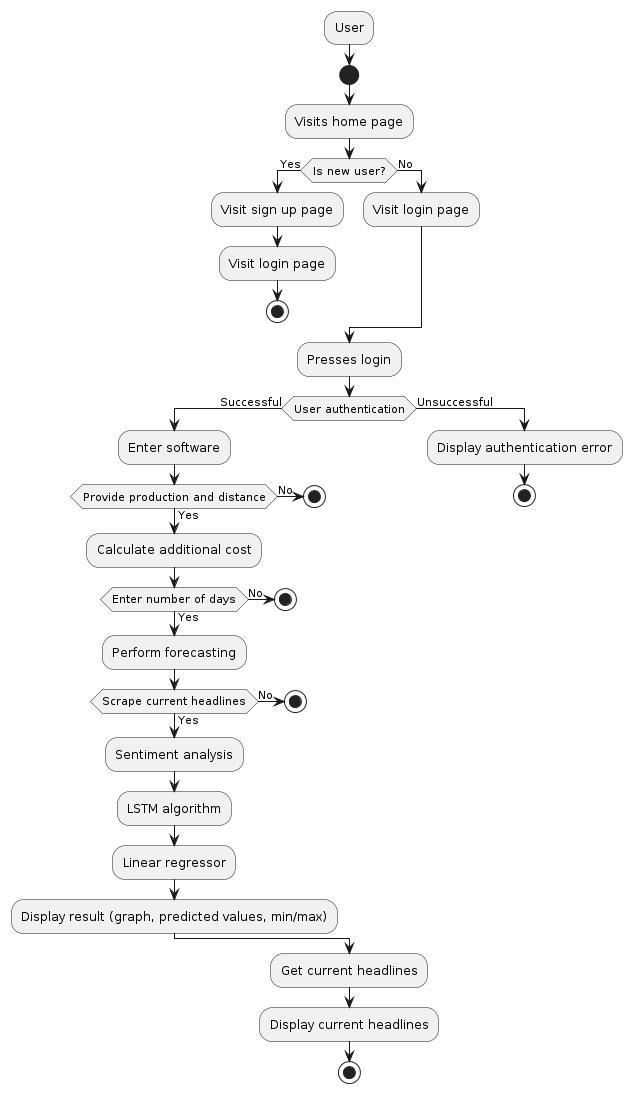 User
Visits home page
Is new user?
Yes
No
Visit sign up page
Visit login page
Visit login page
Presses login
User authentication
Successful
Unsuccessful
Enter software
Display authentication error
Provide production and distance
No
Yes
Calculate additional cost
Enter number of days
No
Yes
Perform forecasting
Scrape current headlines
No
Yes
Sentiment analysis
LSTM algorithm
Linear regressor
Display result (graph, predicted values, min/max)
Get current headlines
Display current headlines